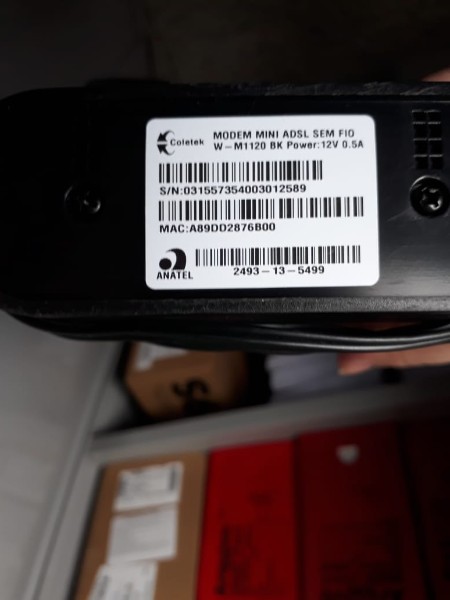 Coletek
MODEM MINI ADSL SEM FIO
W-M1120 BK Power:12V 0.5A
S/N:031557354003012589
MAC:A89DD2876B00
ANATEL
2493-13-5499